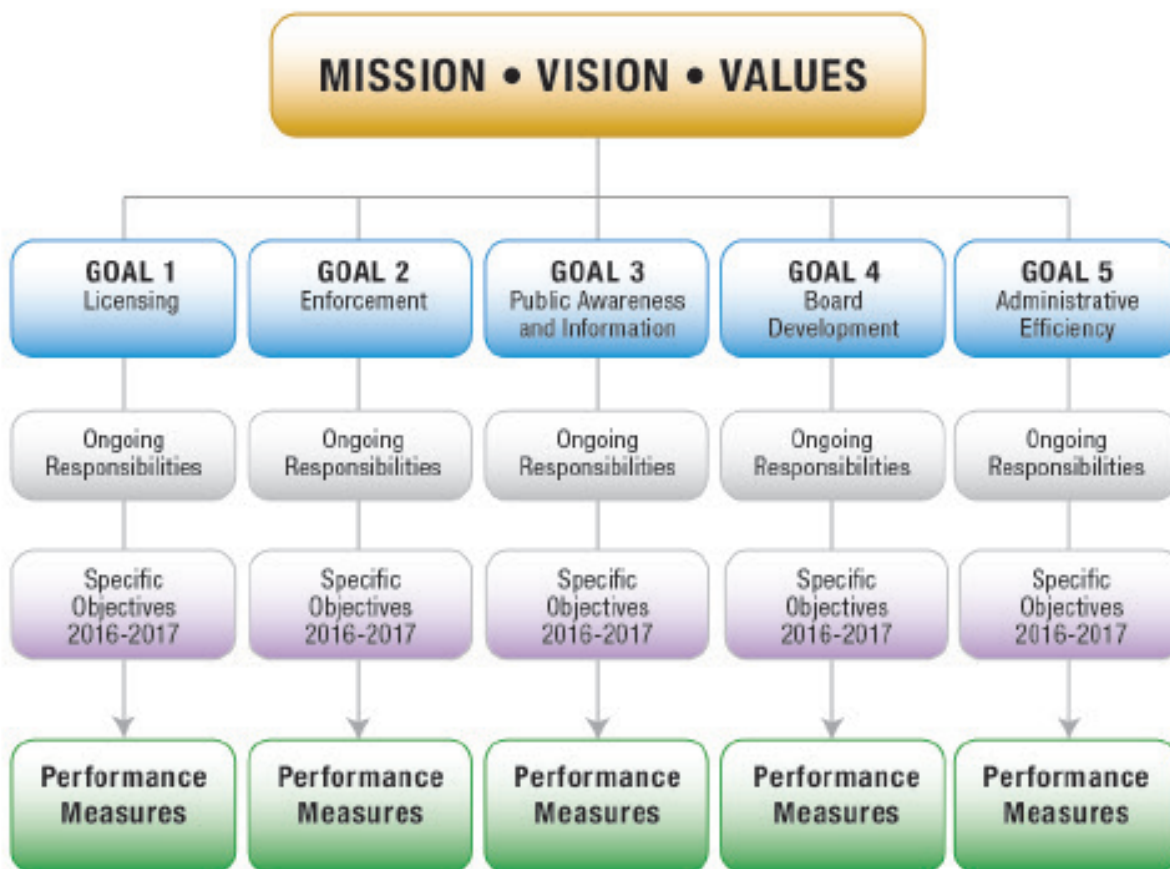 MISSION • VISION • VALUES
GOAL 1
Licensing
GOAL 2
Enforcement
GOAL 3
Public Awareness
and Information
GOAL 4
Board
Development
GOAL 5
Administrative
Efficiency
Ongoing
Responsibilities
Ongoing
Responsibilities
Ongoing
Responsibilities
Ongoing
Responsibilities
Ongoing
Responsibilities
Specific
Objectives
2016-2017
Specific
Objectives
2016-2017
Specific
Objectives
2016-2017
Specific
Objectives
2016-2017
Specific
Objectives
2016-2017
Performance
Measures
Performance
Measures
Performance
Measures
Performance
Measures
Performance
Measures